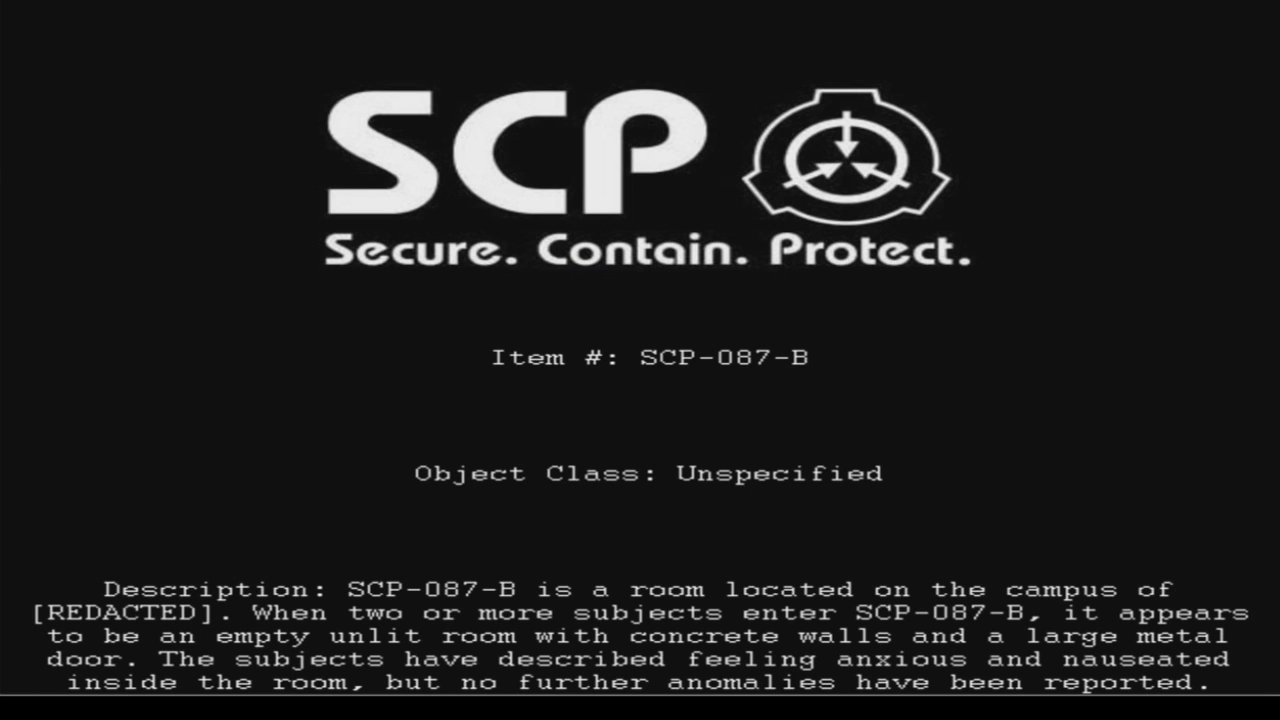 SCP
Secure. Contain. Protect.
Item #: SCP-087-B
Object Class: Unspecified
Description: SCP-087-B is a room located on the campus of
[REDACTED]. When two or more subjects enter SCP-087-B, it appears
to be an empty unlit room with concrete walls and a large metal
door. The subjects have described feeling anxious and nauseated
inside the room, but no further anomalies have been reported.